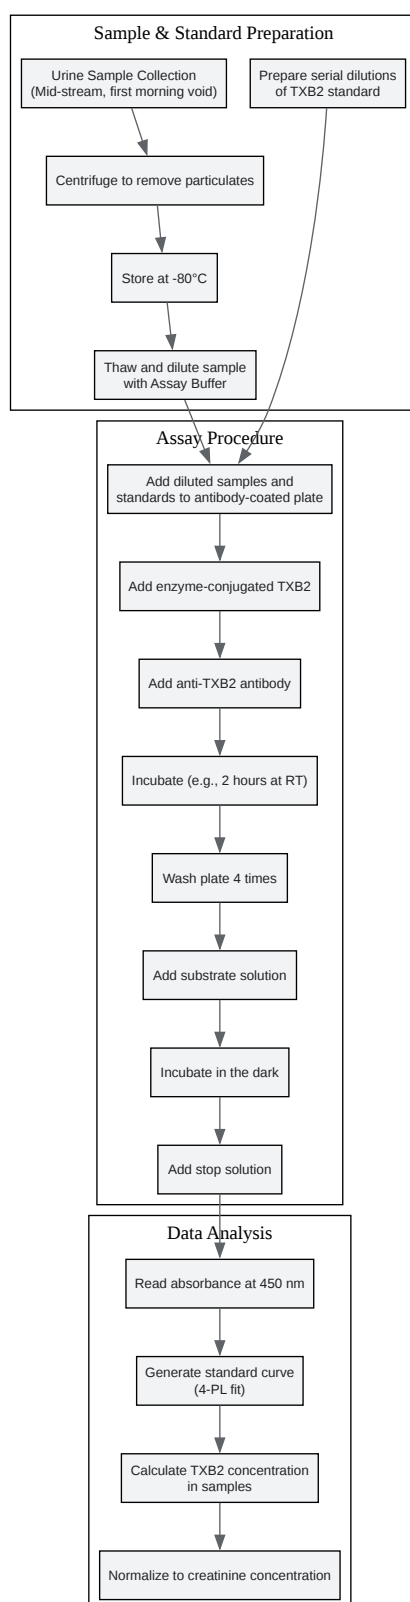 Sample & Standard Preparation
Urine Sample Collection
(Mid-stream, first morning void)
Prepare serial dilutions
of TXB2 standard
Centrifuge to remove particulates
Store at -80°C
Thaw and dilute sample
with Assay Buffer
Assay Procedure
Add diluted samples and
standards to antibody-coated plate
Add enzyme-conjugated TXB2
Add anti-TXB2 antibody
Incubate (e.g., 2 hours at RT)
Wash plate 4 times
Add substrate solution
Incubate in the dark
Add stop solution
Data Analysis
Read absorbance at 450 nm
Generate standard curve
(4-PL fit)
Calculate TXB2 concentration
in samples
Normalize to creatinine concentration